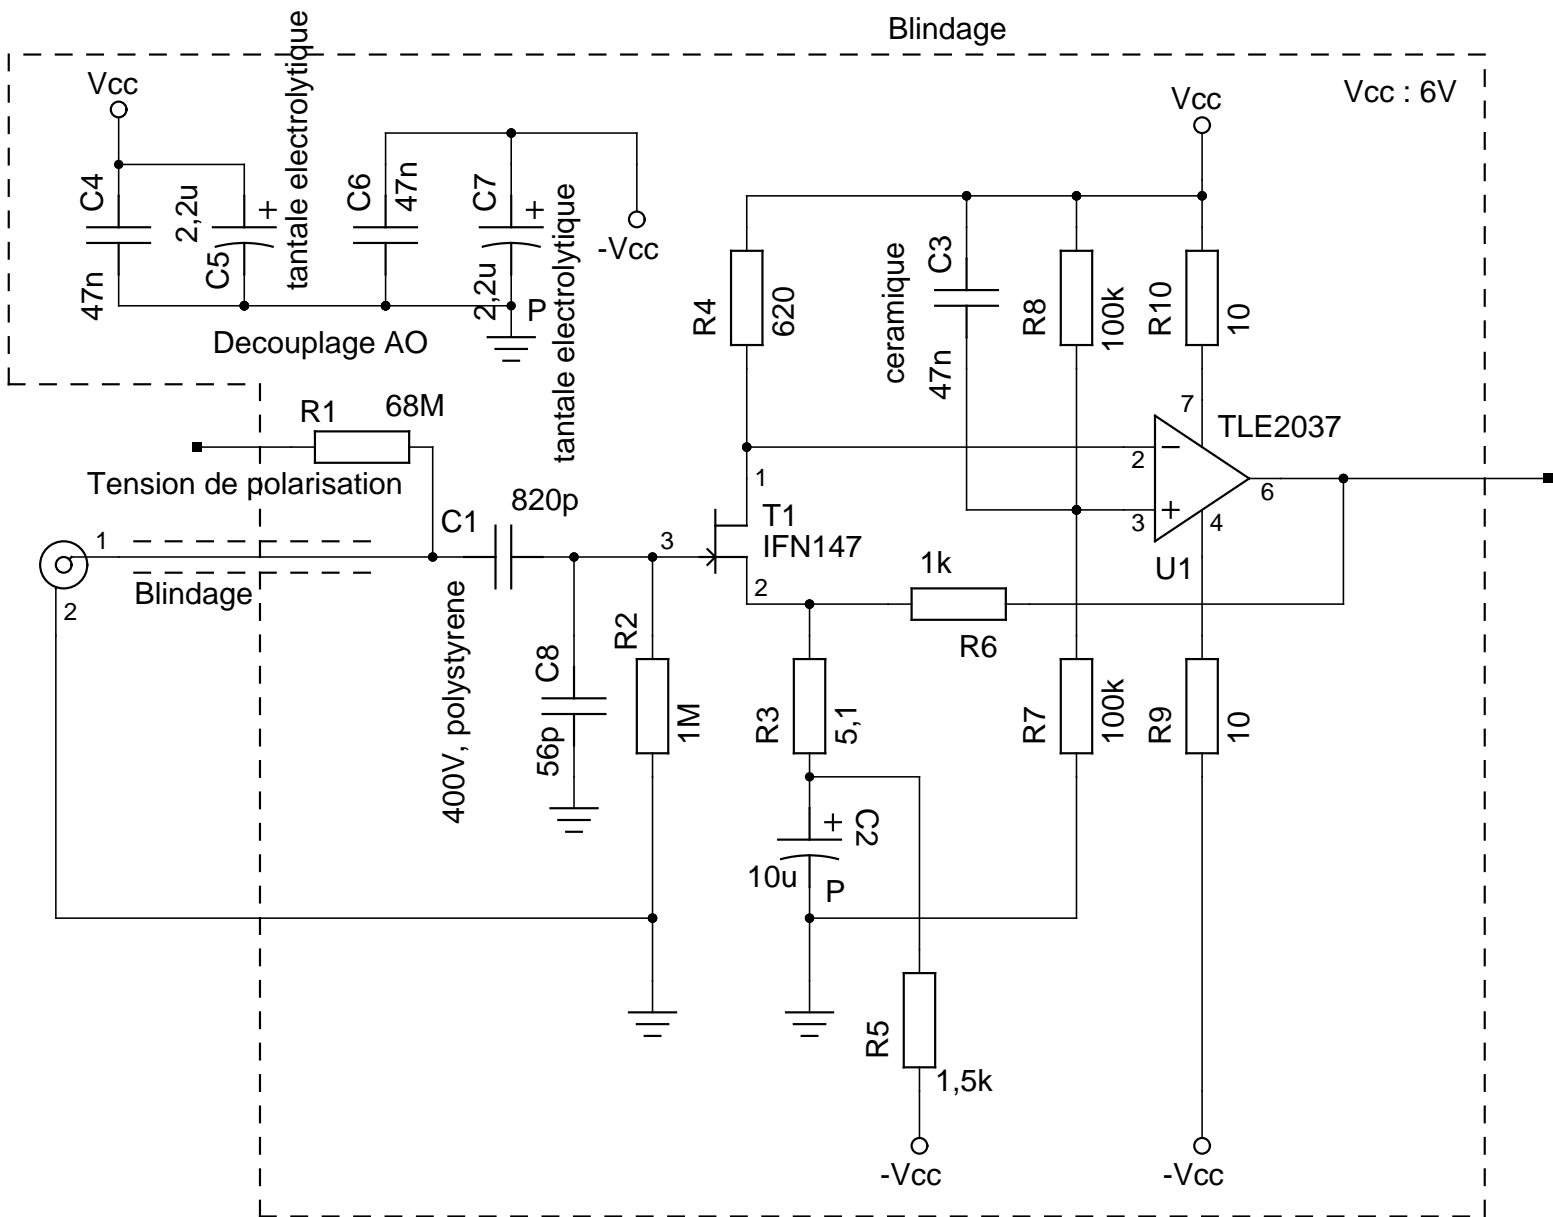 Blindage
Vcc : 6V
Vcc
C4
47n
2,2u
C5
+
tantale electrolytique
C6
47n
C7
+
2,2u
P
tantale electrolytique
-Vcc
Decouplage AO
Vcc
R4
620
ceramique
C3
47n
R8
100k
R10
10
R1
68M
Tension de polarisation
1
2
Blindage
C1
820p
400V, polystyrene
C8
56p
R2
1M
3
1
2
T1
IFN147
2
3
−
+
7
4
6
TLE2037
U1
1k
R6
R3
5,1
R7
100k
R9
10
+
C2
10u
P
R5
1,5k
-Vcc
-Vcc